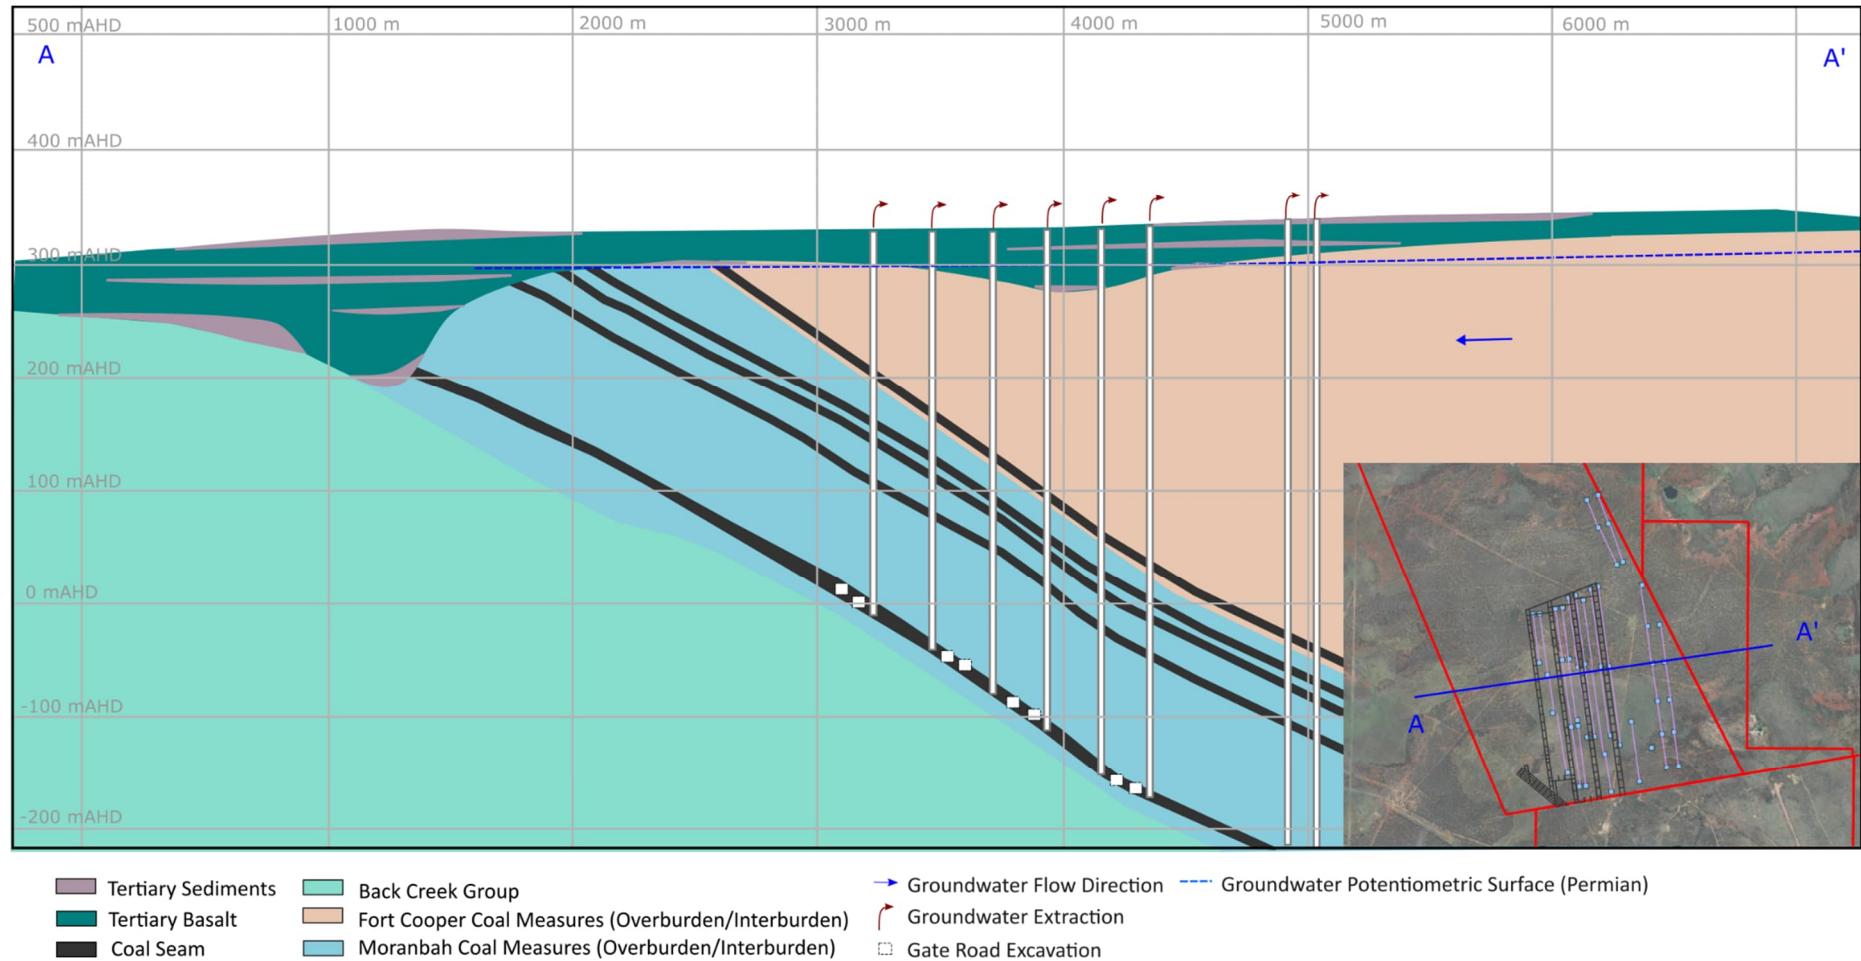 500 mAHD
1000 m
2000 m
3000 m
4000 m
5000 m
6000 m
A
A'
400 mAHD
300 mAHD
200 mAHD
100 mAHD
0 mAHD
-100 mAHD
-200 mAHD
A'
A
Tertiary Sediments
Tertiary Basalt
Coal Seam
Back Creek Group
Fort Cooper Coal Measures (Overburden/Interburden)
Moranbah Coal Measures (Overburden/Interburden)
Groundwater Flow Direction
Groundwater Potentiometric Surface (Permian)
Groundwater Extraction
Gate Road Excavation